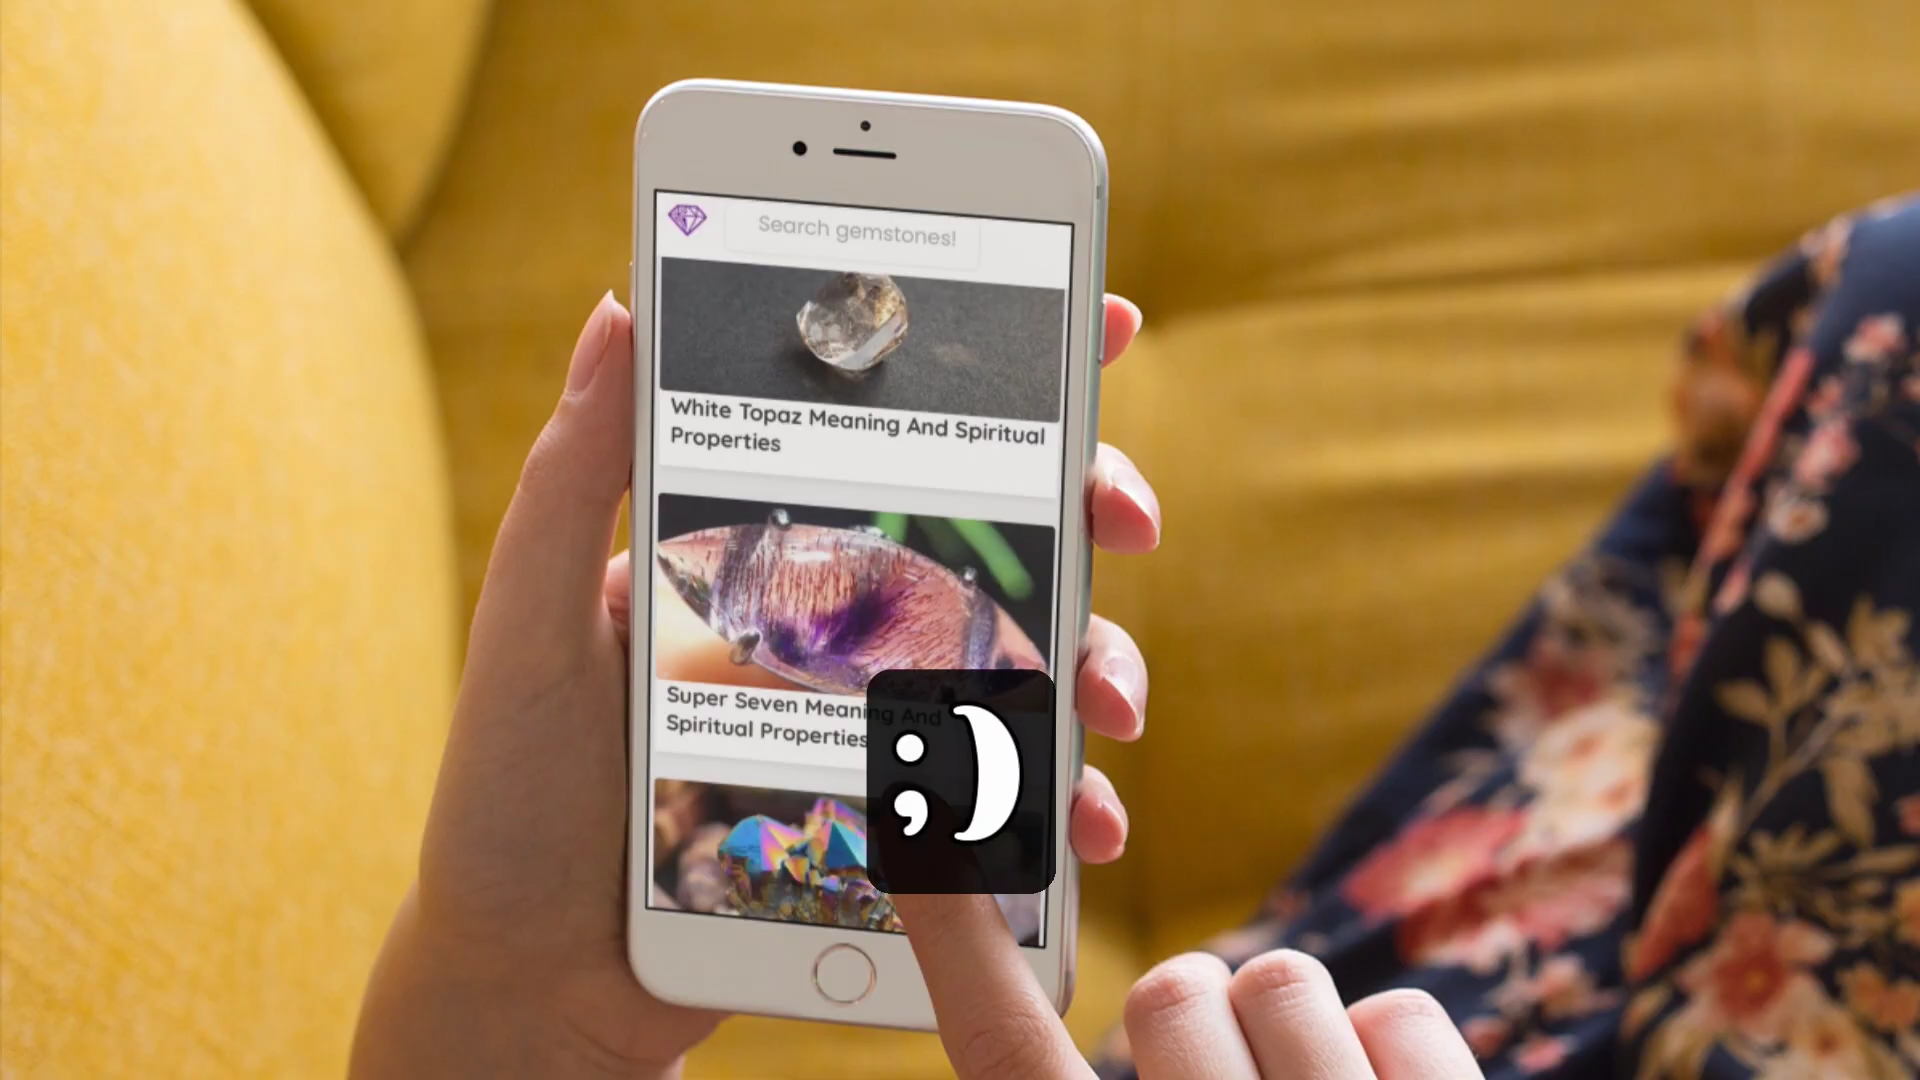 Search gemstones!
White Topaz Meaning And Spiritual
Properties
Super Seven Meaning And
Spiritual Properties
;)